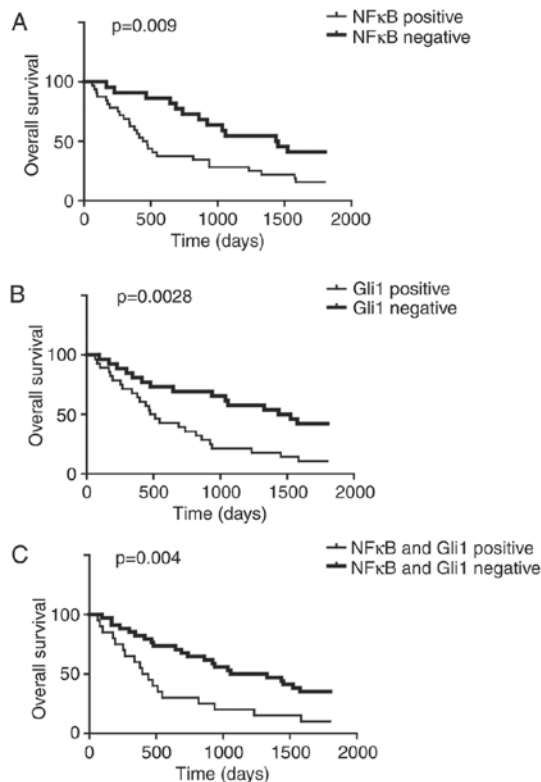 A
p=0.009
NFκB positive
NFκB negative
Overall survival
100
50
0
0 500 1000 1500 2000
Time (days)
B
p=0.0028
Gli1 positive
Gli1 negative
Overall survival
100
50
0
0 500 1000 1500 2000
Time (days)
C
p=0.004
NFκB and Gli1 positive
NFκB and Gli1 negative
Overall survival
100
50
0
0 500 1000 1500 2000
Time (days)